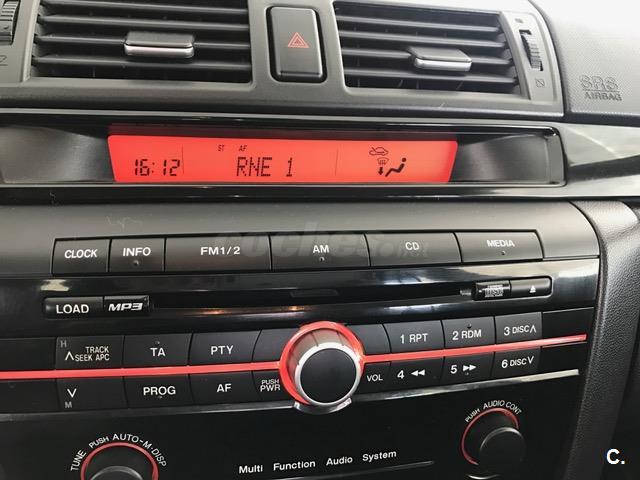 SRS
AIRBAG
ST AF
16:12 RNE 1
CLOCK INFO FM1/2 AM CD MEDIA
coches.net
LOAD MP3
H TRACK SEEK APC TA PTY 1 RPT 2 RDM 3 DISC
M PROG AF PUSH PWR VOL 4 5 6 DISC
TUNE PUSH AUTO-M·DISP PUSH AUDIO CONT
Multi Function Audio System
C.